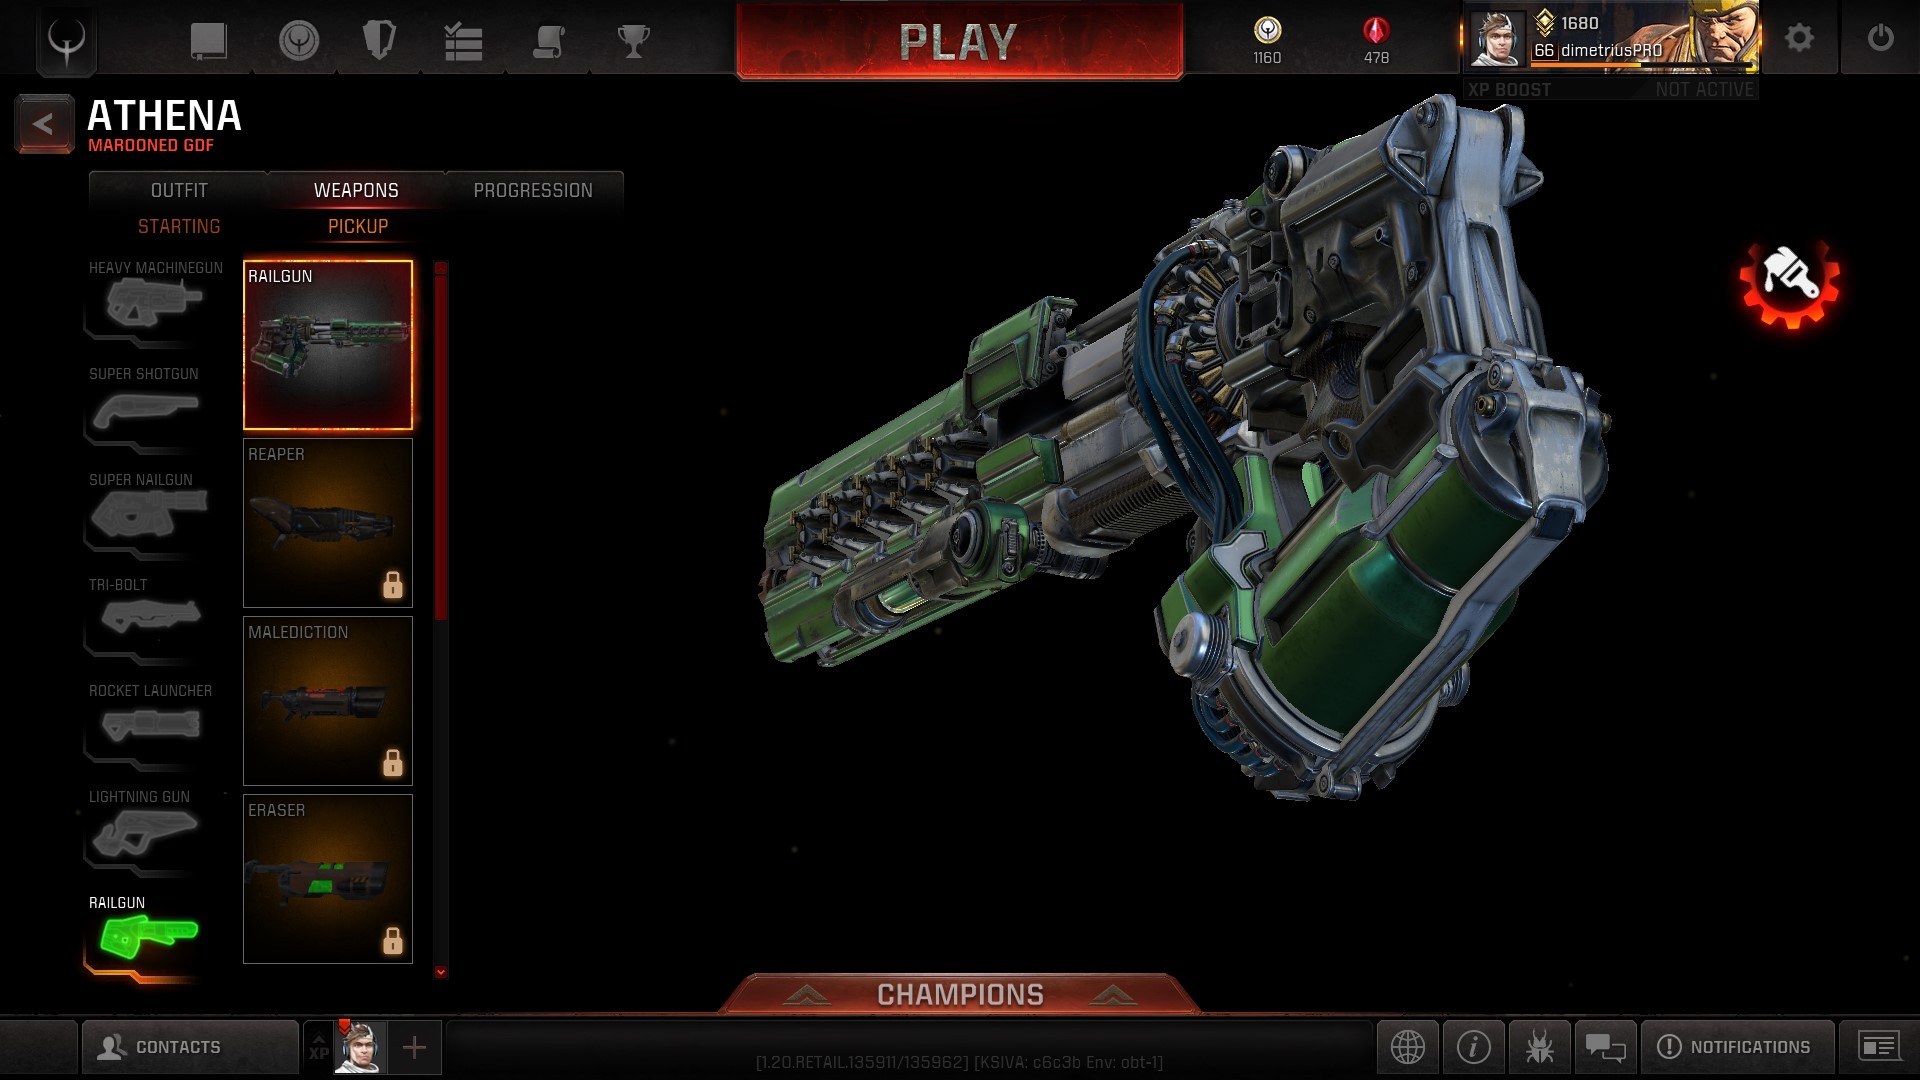 PLAY
1160
478
1680
66 dimetriusPRO
XP BOOST NOT ACTIVE
ATHENA
MAROONED GDF
OUTFIT WEAPONS PROGRESSION
STARTING PICKUP
HEAVY MACHINEGUN
SUPER SHOTGUN
SUPER NAILGUN
TRI-BOLT
ROCKET LAUNCHER
LIGHTNING GUN
RAILGUN
RAILGUN
REAPER
MALEDICTION
ERASER
CHAMPIONS
CONTACTS
XP
[1.20.RETAIL.135911/135962] [KSIVA: c6c3b Env: obt-1]
NOTIFICATIONS